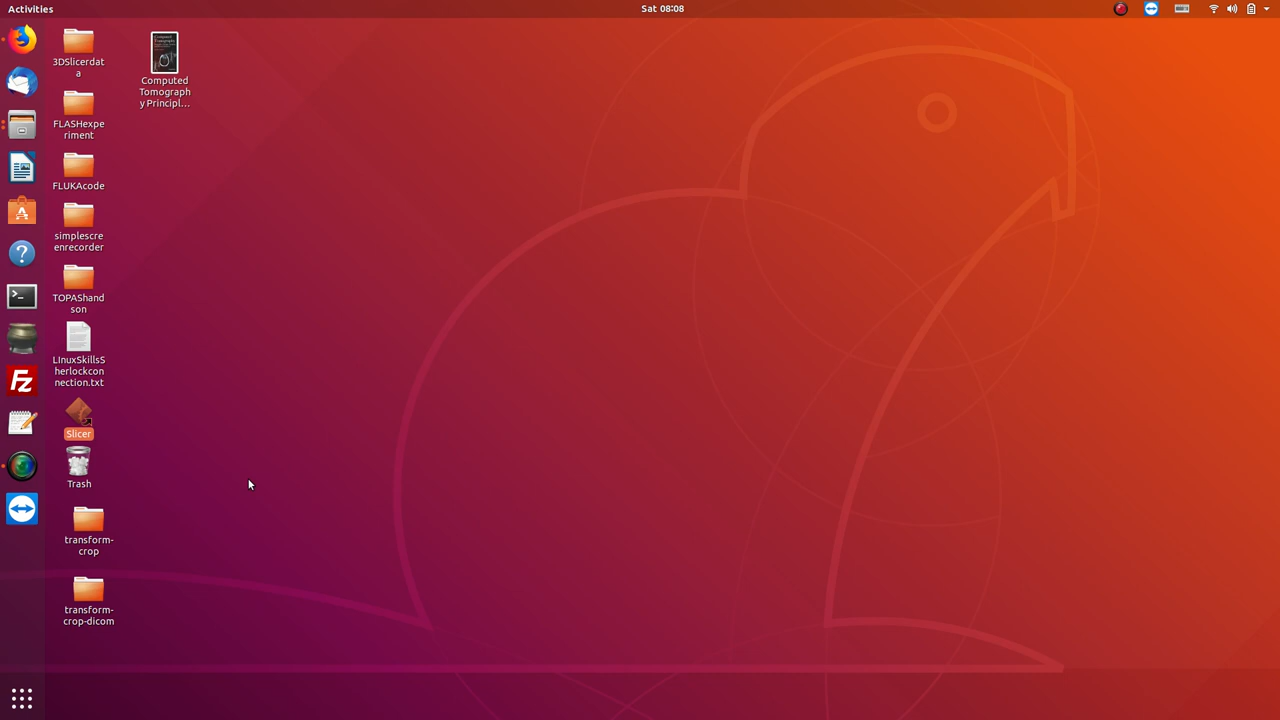 Activities
Sat 08:08
3DSlicerdat
a
Computed
Tomograph
y Principl...
FLASHexpe
riment
FLUKAcode
simplescre
enrecorder
TOPAShand
son
LInuxSkillsS
herlockcon
nection.txt
Slicer
Trash
transform-
crop
transform-
crop-dicom